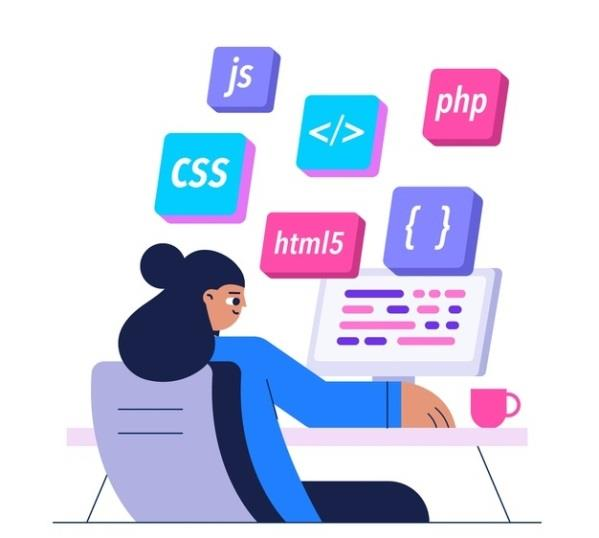 js
</>
php
css
html5
{ }